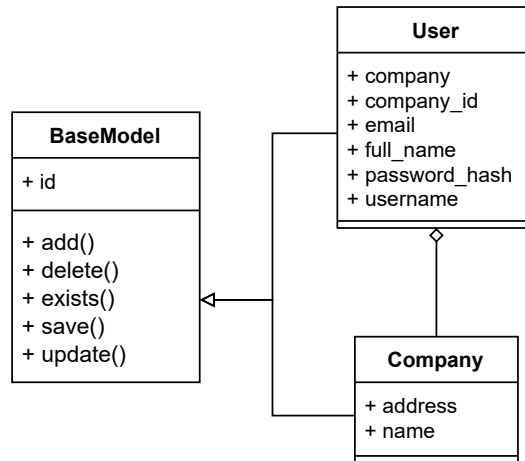 BaseModel
+ id
+ add()
+ delete()
+ exists()
+ save()
+ update()
User
+ company
+ company_id
+ email
+ full_name
+ password_hash
+ username
Company
+ address
+ name